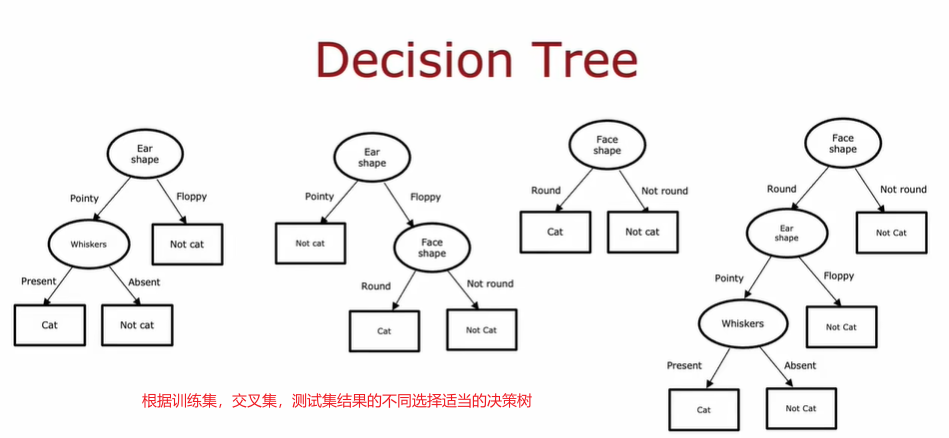 Decision Tree
Ear
shape
Pointy
Floppy
Whiskers
Not cat
Present
Absent
Cat
Not cat
Ear
shape
Pointy
Floppy
Not cat
Face
shape
Round
Not round
Cat
Not Cat
Face
shape
Round
Not round
Cat
Not cat
Face
shape
Round
Not round
Ear
shape
Not Cat
Pointy
Floppy
Whiskers
Not Cat
Present
Absent
Cat
Not Cat
根据训练集，交叉集，测试集结果的不同选择适当的决策树